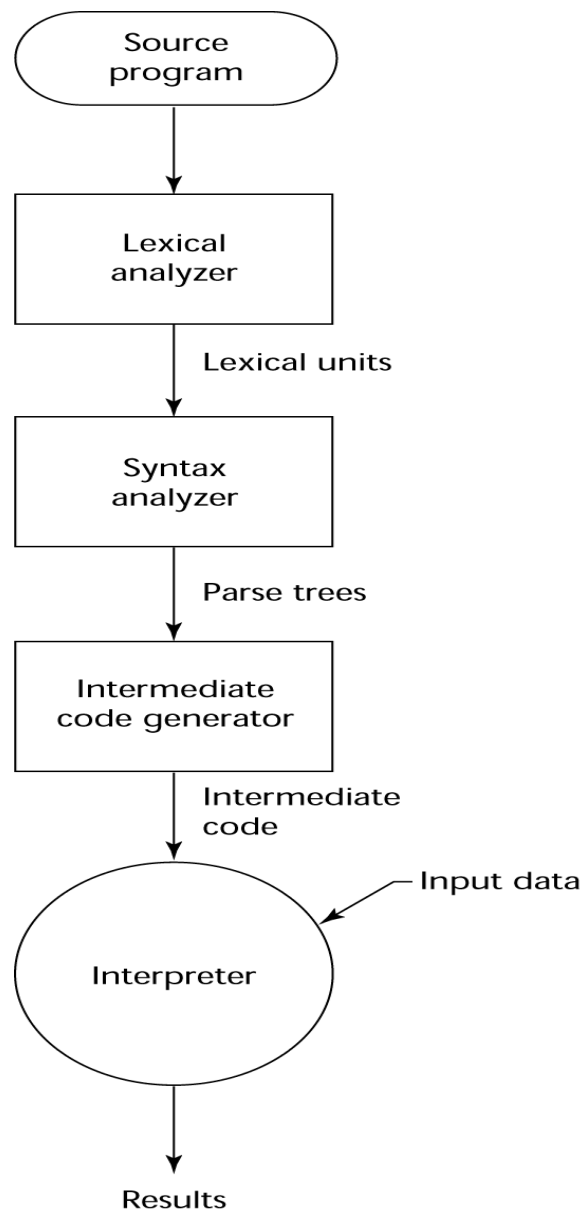 Source
program
Lexical
analyzer
Lexical units
Syntax
analyzer
Parse trees
Intermediate
code generator
Intermediate
code
Input data
Interpreter
Results